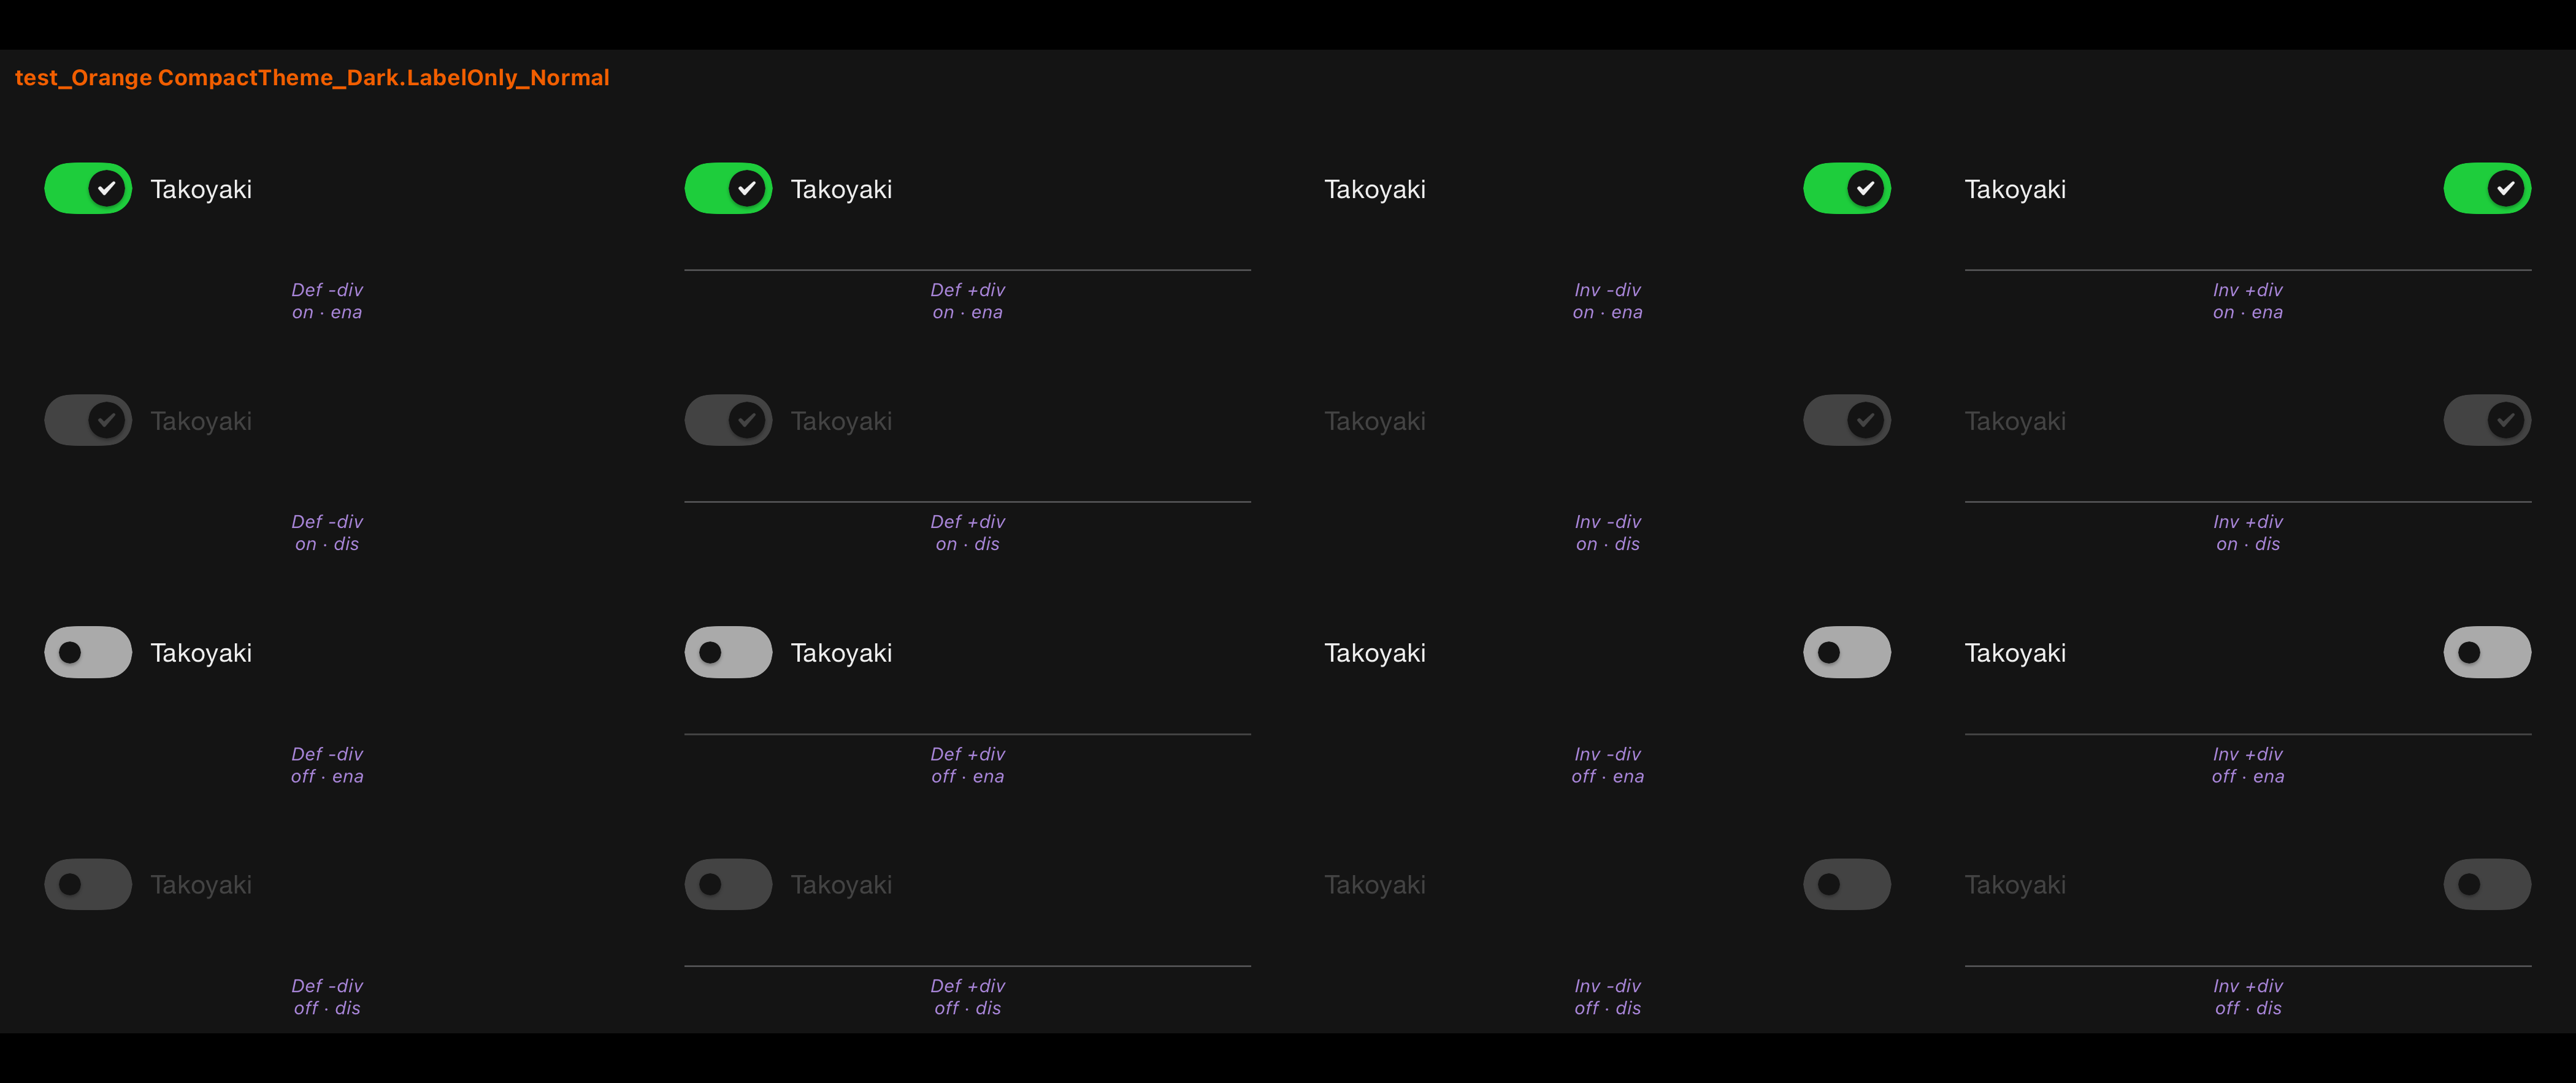 test_Orange CompactTheme_Dark.LabelOnly_Normal
Takoyaki Takoyaki Takoyaki Takoyaki
Def -div Def +div Inv -div Inv +div
on · ena on · ena on · ena on · ena
Takoyaki Takoyaki Takoyaki Takoyaki
Def -div Def +div Inv -div Inv +div
on · dis on · dis on · dis on · dis
Takoyaki Takoyaki Takoyaki Takoyaki
Def -div Def +div Inv -div Inv +div
off · ena off · ena off · ena off · ena
Takoyaki Takoyaki Takoyaki Takoyaki
Def -div Def +div Inv -div Inv +div
off · dis off · dis off · dis off · dis